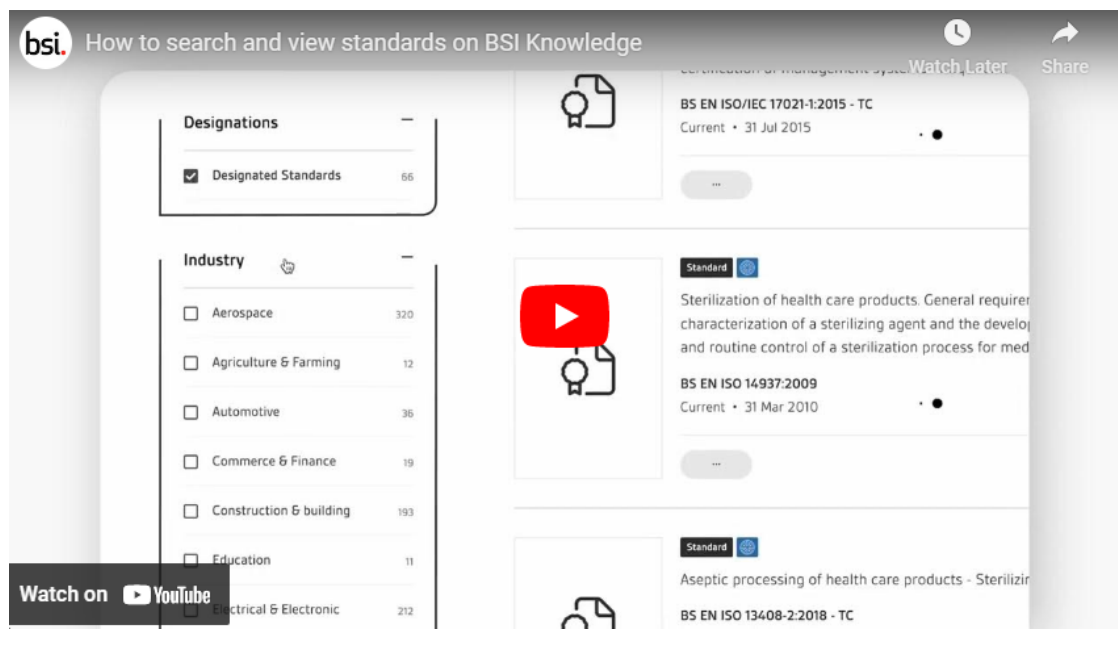 bsi.
How to search and view standards on BSI Knowledge
Watch Later
Share
Designations
Designated Standards 66
Industry
Aerospace 320
Agriculture & Farming 12
Automotive 36
Commerce & Finance 19
Construction & building 193
Education 11
Electrical & Electronic 212
Watch on YouTube
BS EN ISO/IEC 17021-1:2015 - TC
Current • 31 Jul 2015
...
Standard
Sterilization of health care products. General
characterization of a sterilizing agent and the
and routine control of a sterilization process for
BS EN ISO 14937:2009
Current • 31 Mar 2010
...
Standard
Aseptic processing of health care products -
BS EN ISO 13408-2:2018 - TC